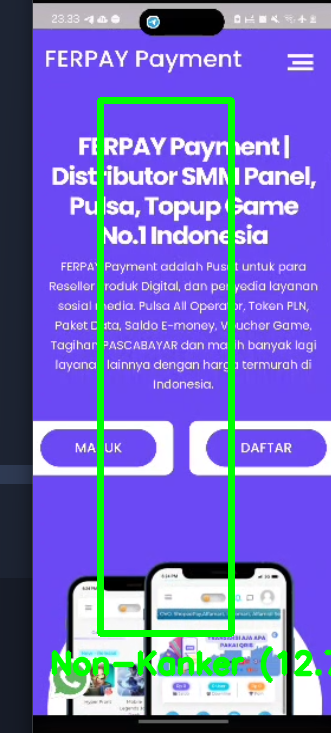 23.33
FERPAY Payment
FERPAY Payment |
Distributor SMM Panel,
Pulsa, Topup Game
No.1 Indonesia
FERPAY Payment adalah Pusat untuk para
Reseller Produk Digital, dan penyedia layanan
sosial media. Pulsa All Operator, Token PLN,
Paket Data, Saldo E-money, Voucher Game,
Tagihan PASCABAYAR dan masih banyak lagi
layanan lainnya dengan harga termurah di
Indonesia.
MASUK DAFTAR
Non-Kanker (12.7